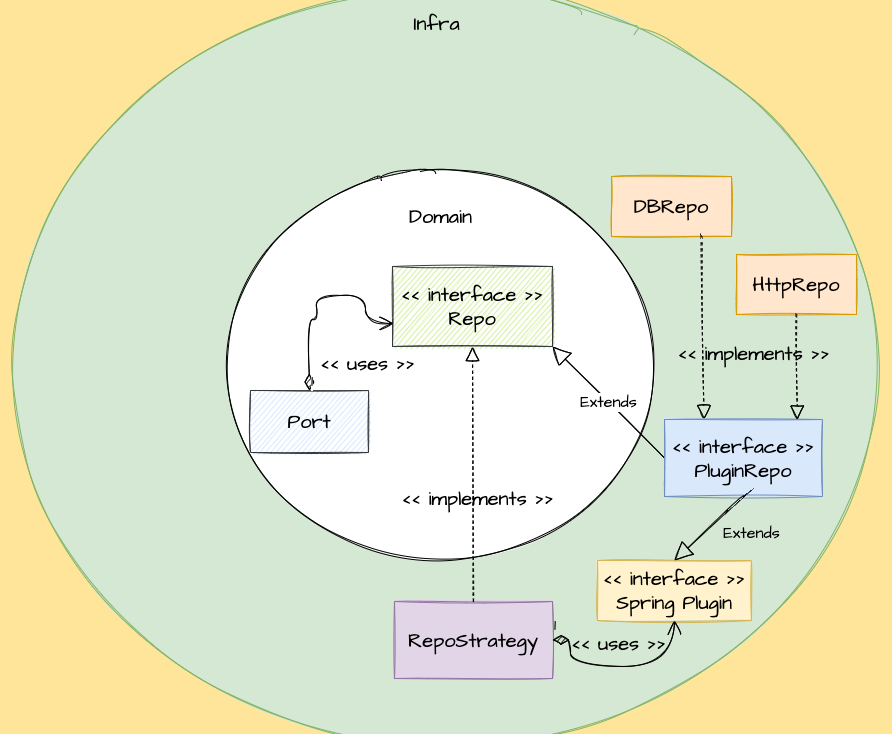 Infra
DBRepo
Domain
HttpRepo
<< interface >>
Repo
<< implements >>
<< uses >>
Extends
Port
<< interface >>
PluginRepo
<< implements >>
Extends
<< interface >>
Spring Plugin
RepoStrategy
<< uses >>